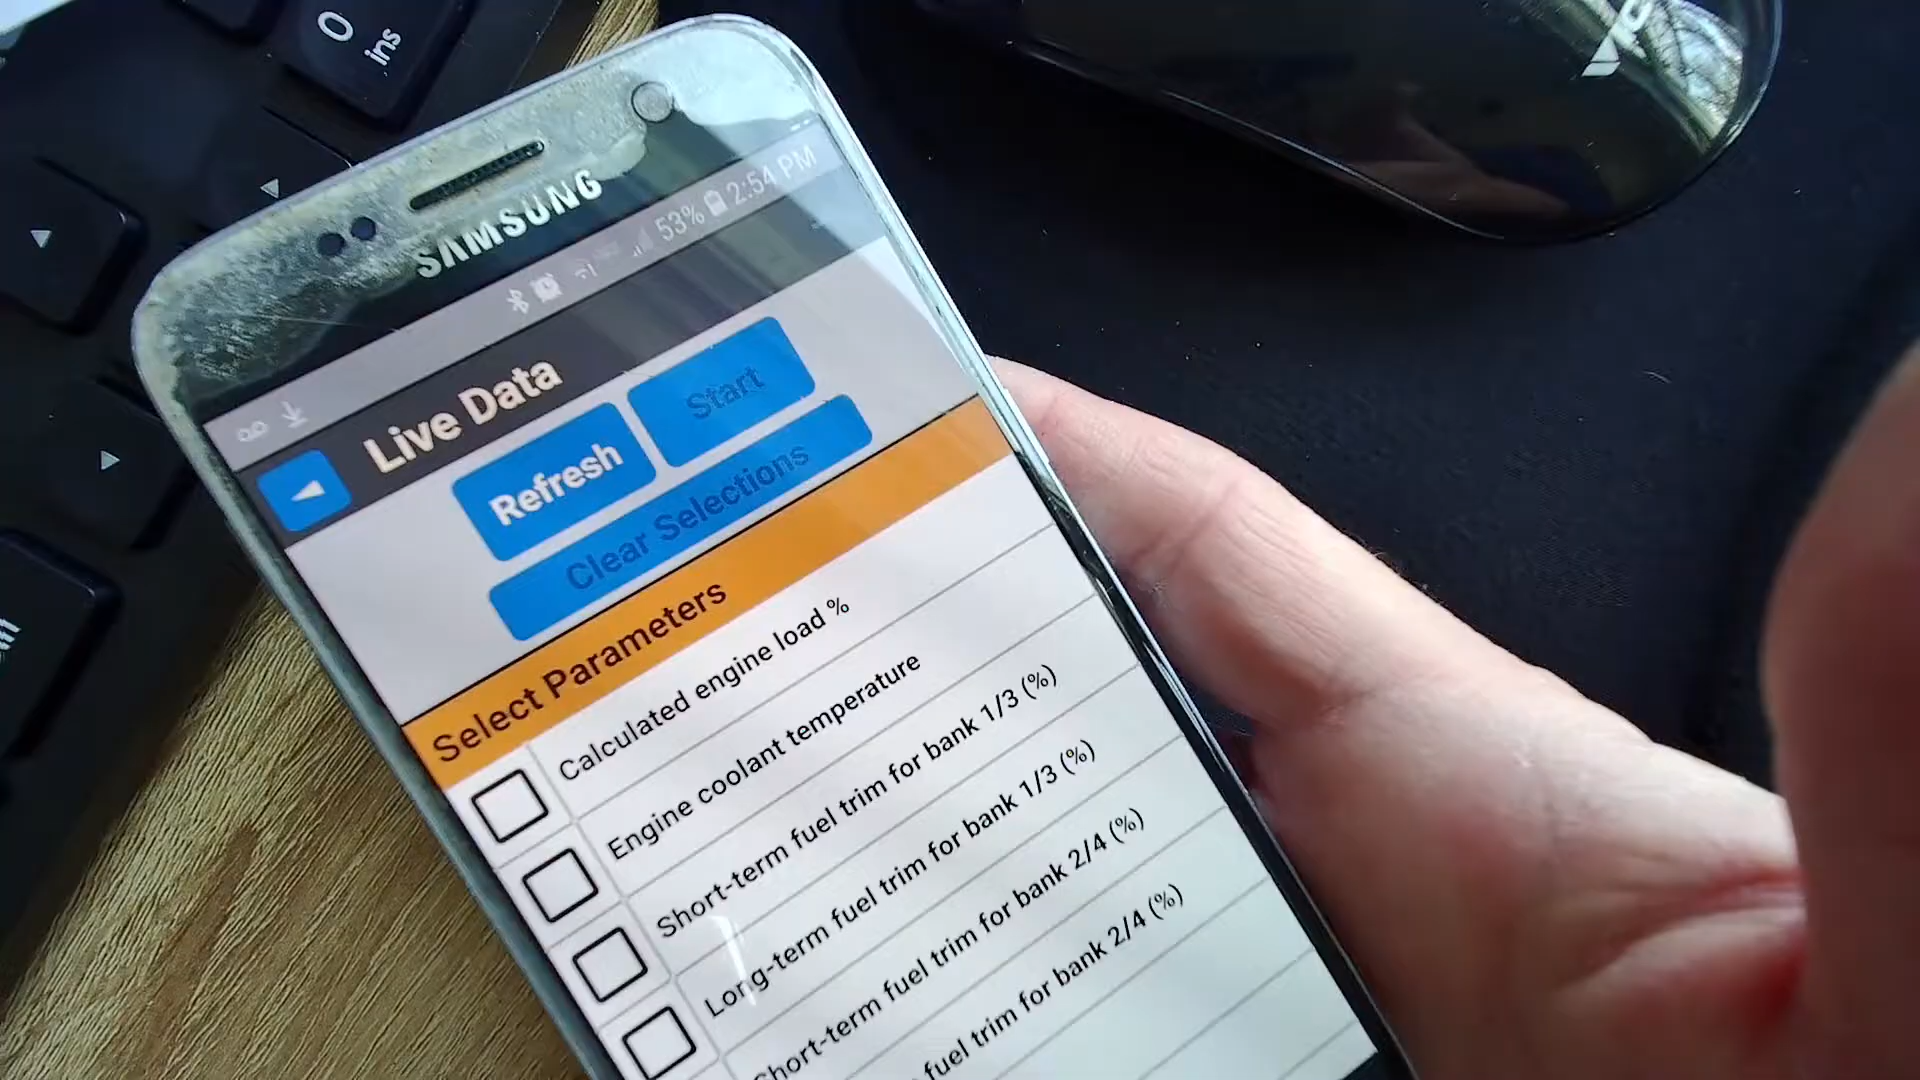 0
ins
SAMSUNG
53% 2:54 PM
Live Data
Refresh
Start
Clear Selections
Select Parameters
Calculated engine load %
Engine coolant temperature
Short-term fuel trim for bank 1/3 (%)
Long-term fuel trim for bank 1/3 (%)
Short-term fuel trim for bank 2/4 (%)
fuel trim for bank 2/4 (%)